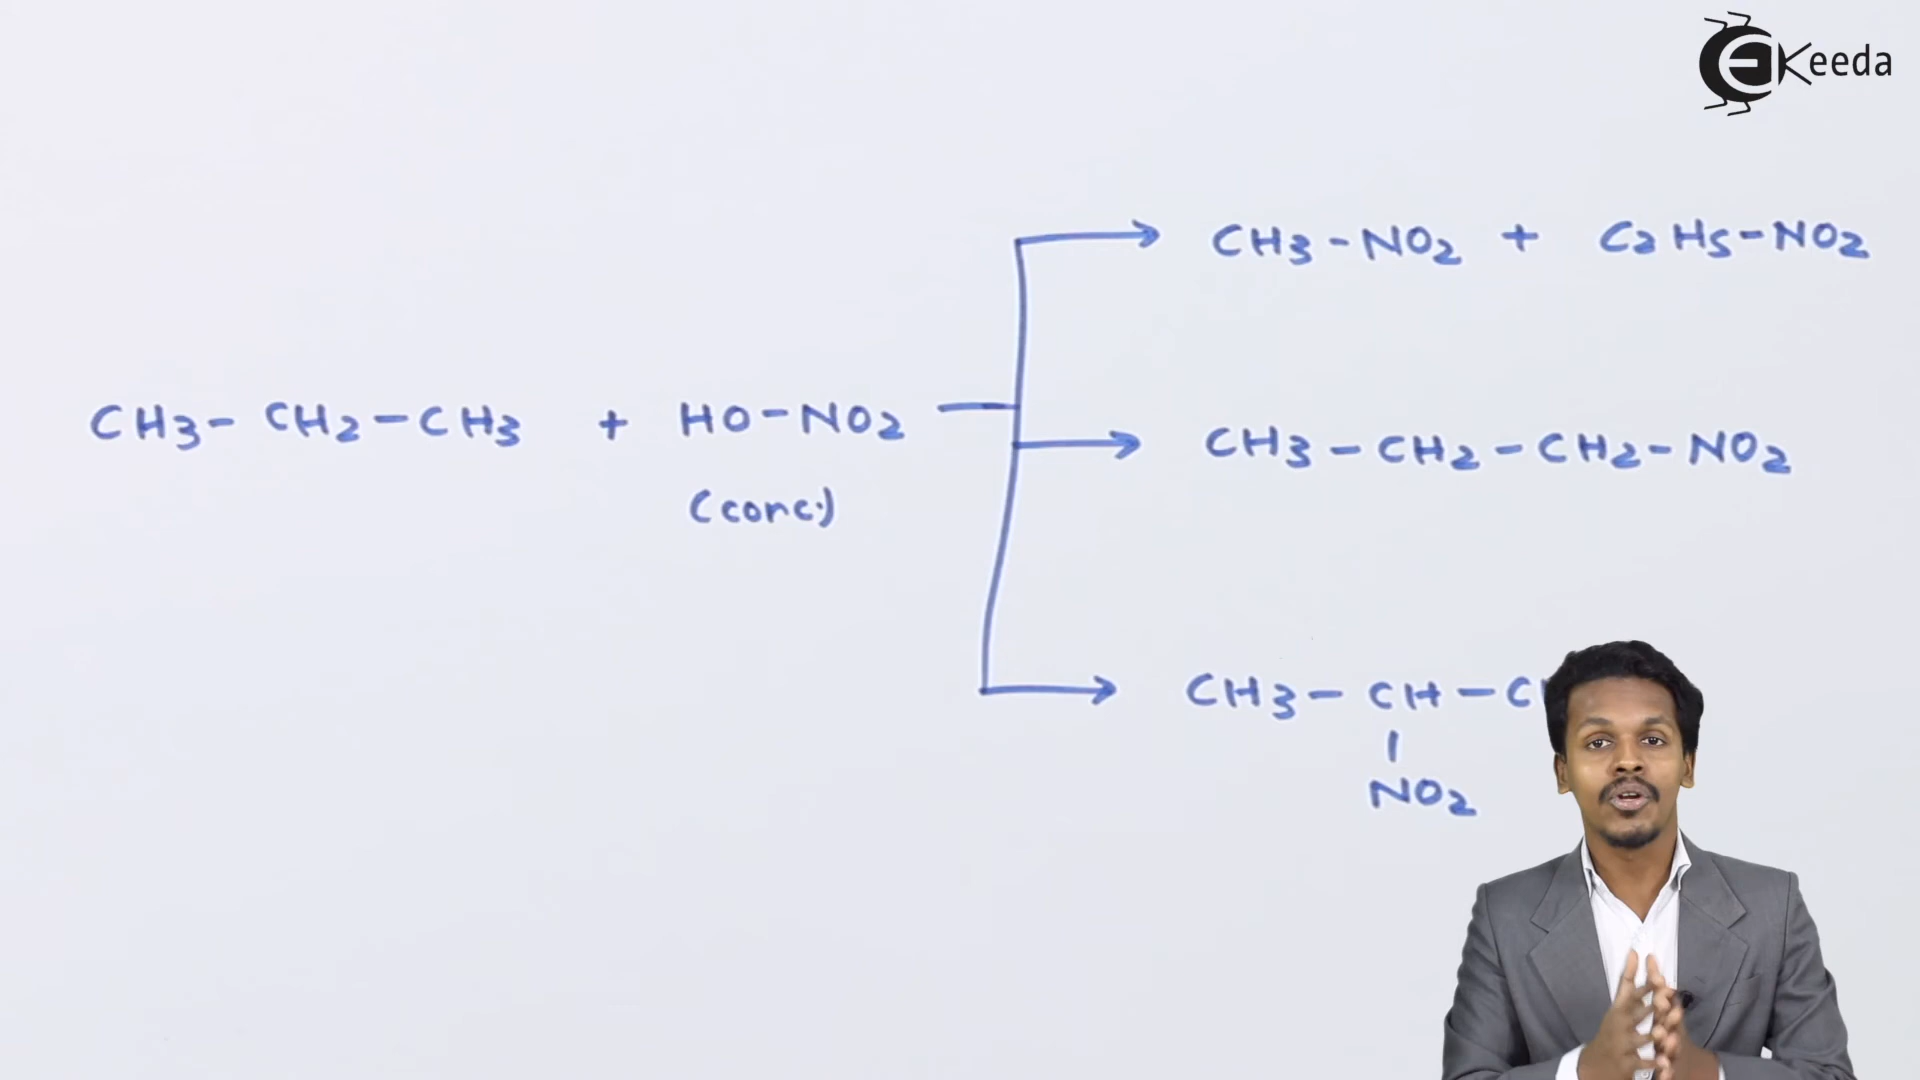 Keeda
CH3-NO2 + C2H5-NO2
CH3-CH2-CH3 + HO-NO2
CH3-CH2-CH2-NO2
(conc.)
CH3-CH-
NO2